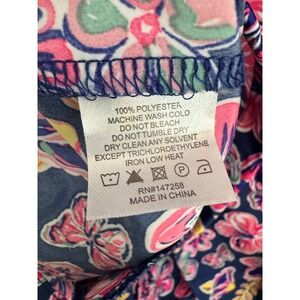 100% POLYESTER
MACHINE WASH COLD
DO NOT BLEACH
DO NOT TUMBLE DRY
DRY CLEAN ANY SOLVENT
EXCEPT TRICHLOROETHYLENE
IRON LOW HEAT
RN#147258
MADE IN CHINA